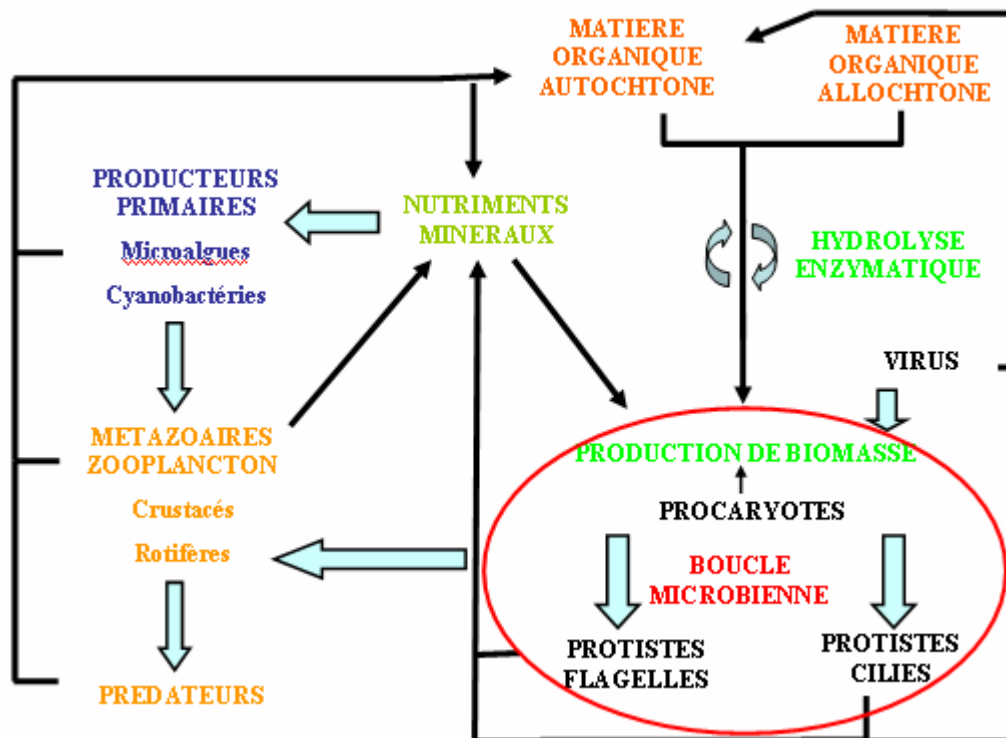 MATIERE
ORGANIQUE
AUTOCHTONE
MATIERE
ORGANIQUE
ALLOCHTONE
PRODUCTEURS
PRIMAIRES
Microalgues
Cyanobactéries
NUTRIMENTS
MINERAUX
HYDROLYSE
ENZYMATIQUE
VIRUS
METAZOAIRES
ZOOPLANCTON
Crustacés
Rotifères
PREDATEURS
PRODUCTION DE BIOMASSE
PROCARYOTES
BOUCLE
MICROBIENNE
PROTISTES
FLAGELLES
PROTISTES
CILIES